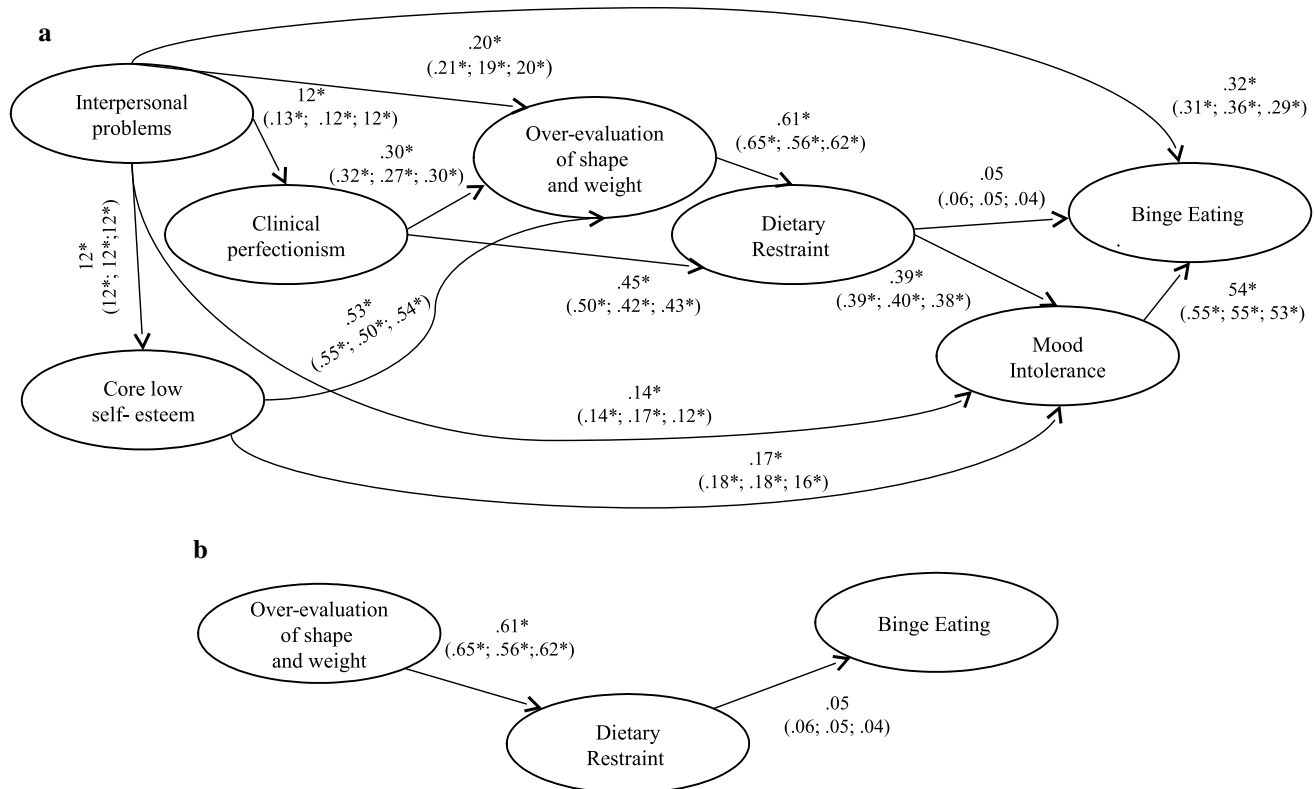 a
.20*
(.21*; 19*; 20*)
.32*
(.31*; .36*; .29*)
Interpersonal
problems
12*
(.13*; .12*; 12*)
Over-evaluation
of shape
and weight
.61*
(.65*; .56*;.62*)
.30*
(.32*; .27*; .30*)
Clinical
perfectionism
Dietary
Restraint
.05
(.06; .05; .04)
Binge Eating
12*
(12*; 12*;12*)
.45*
(.50*; .42*; .43*)
.39*
(.39*; .40*; .38*)
54*
(.55*; 55*; 53*)
.53*
(.55*; .50*; .54*)
Mood
Intolerance
Core low
self- esteem
.14*
(.14*; .17*; .12*)
.17*
(.18*; .18*; 16*)
b
Over-evaluation
of shape
and weight
.61*
(.65*; .56*;.62*)
Binge Eating
Dietary
Restraint
.05
(.06; .05; .04)